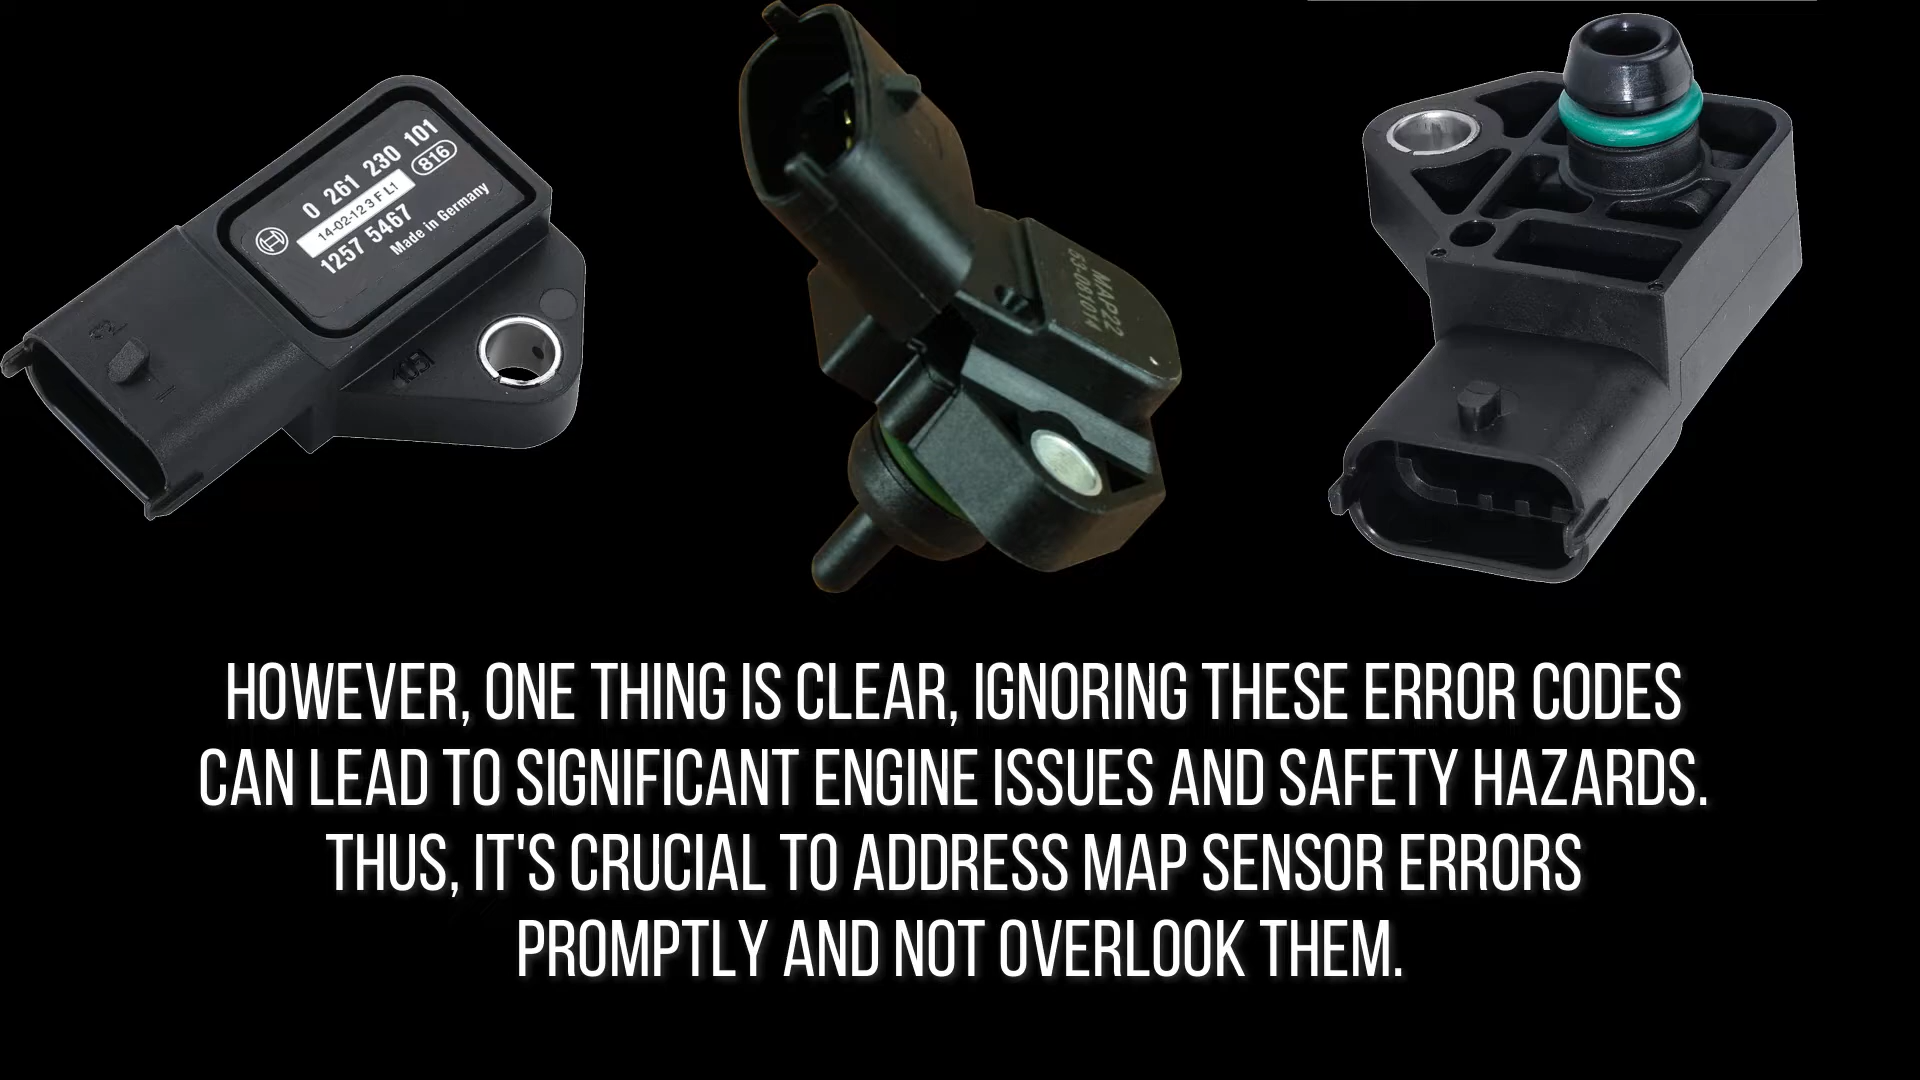 0 261 230 101
816
14-02-12 3 F L1
1257 5467
Made in Germany
MAP22
53-081014
HOWEVER, ONE THING IS CLEAR, IGNORING THESE ERROR CODES
CAN LEAD TO SIGNIFICANT ENGINE ISSUES AND SAFETY HAZARDS.
THUS, IT'S CRUCIAL TO ADDRESS MAP SENSOR ERRORS
PROMPTLY AND NOT OVERLOOK THEM.